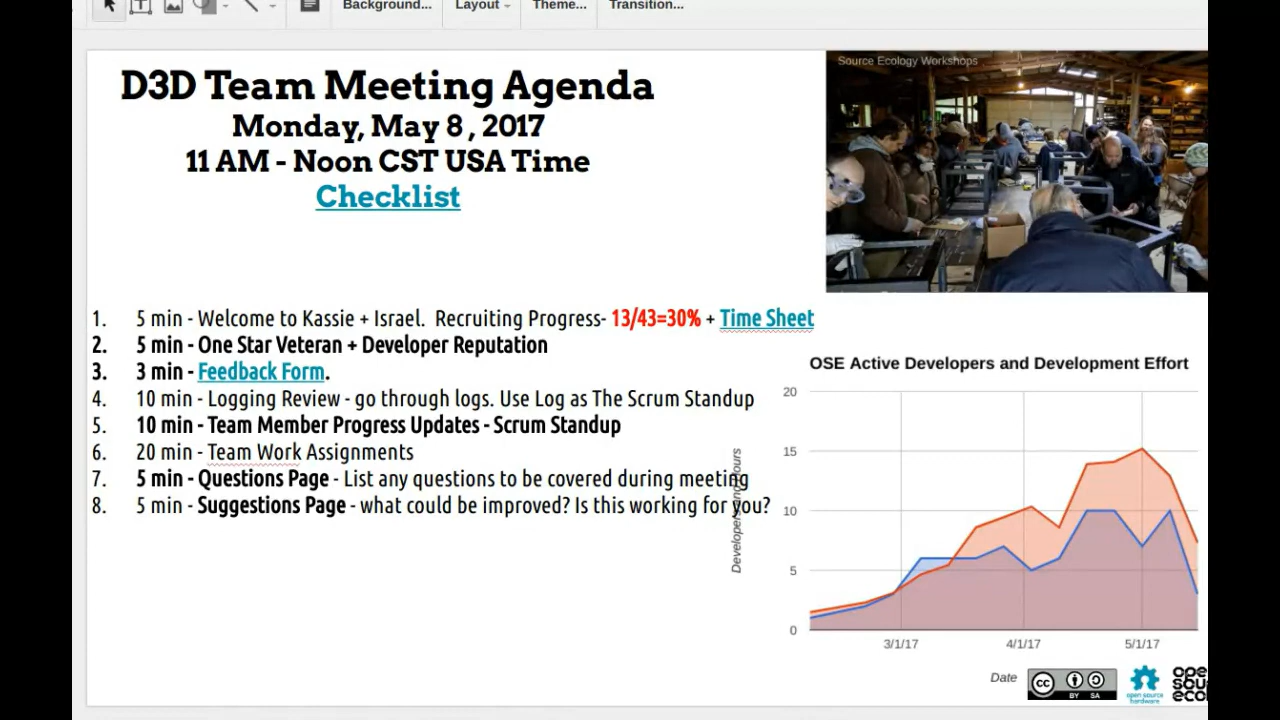 Background...
Layout
Theme...
Transition...
D3D Team Meeting Agenda
Monday, May 8 , 2017
11 AM - Noon CST USA Time
Checklist
Source Ecology Workshops
1. 5 min - Welcome to Kassie + Israel. Recruiting Progress- 13/43=30% + Time Sheet
2. 5 min - One Star Veteran + Developer Reputation
3. 3 min - Feedback Form.
4. 10 min - Logging Review - go through logs. Use Log as The Scrum Standup
5. 10 min - Team Member Progress Updates - Scrum Standup
6. 20 min - Team Work Assignments
7. 5 min - Questions Page - List any questions to be covered during meeting
8. 5 min - Suggestions Page - what could be improved? Is this working for you?
OSE Active Developers and Development Effort
20
15
10
5
0
3/1/17
4/1/17
5/1/17
Date
CC
BY SA
open source
hardware